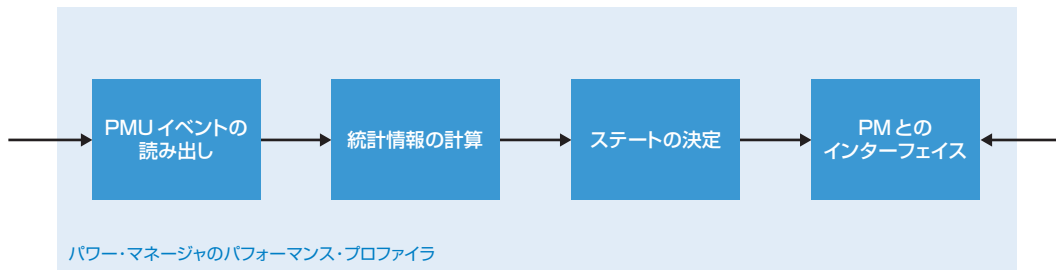 PMU イベントの
読み出し
統計情報の計算
ステートの決定
PM との
インターフェイス
パワー・マネージャのパフォーマンス・プロファイラ